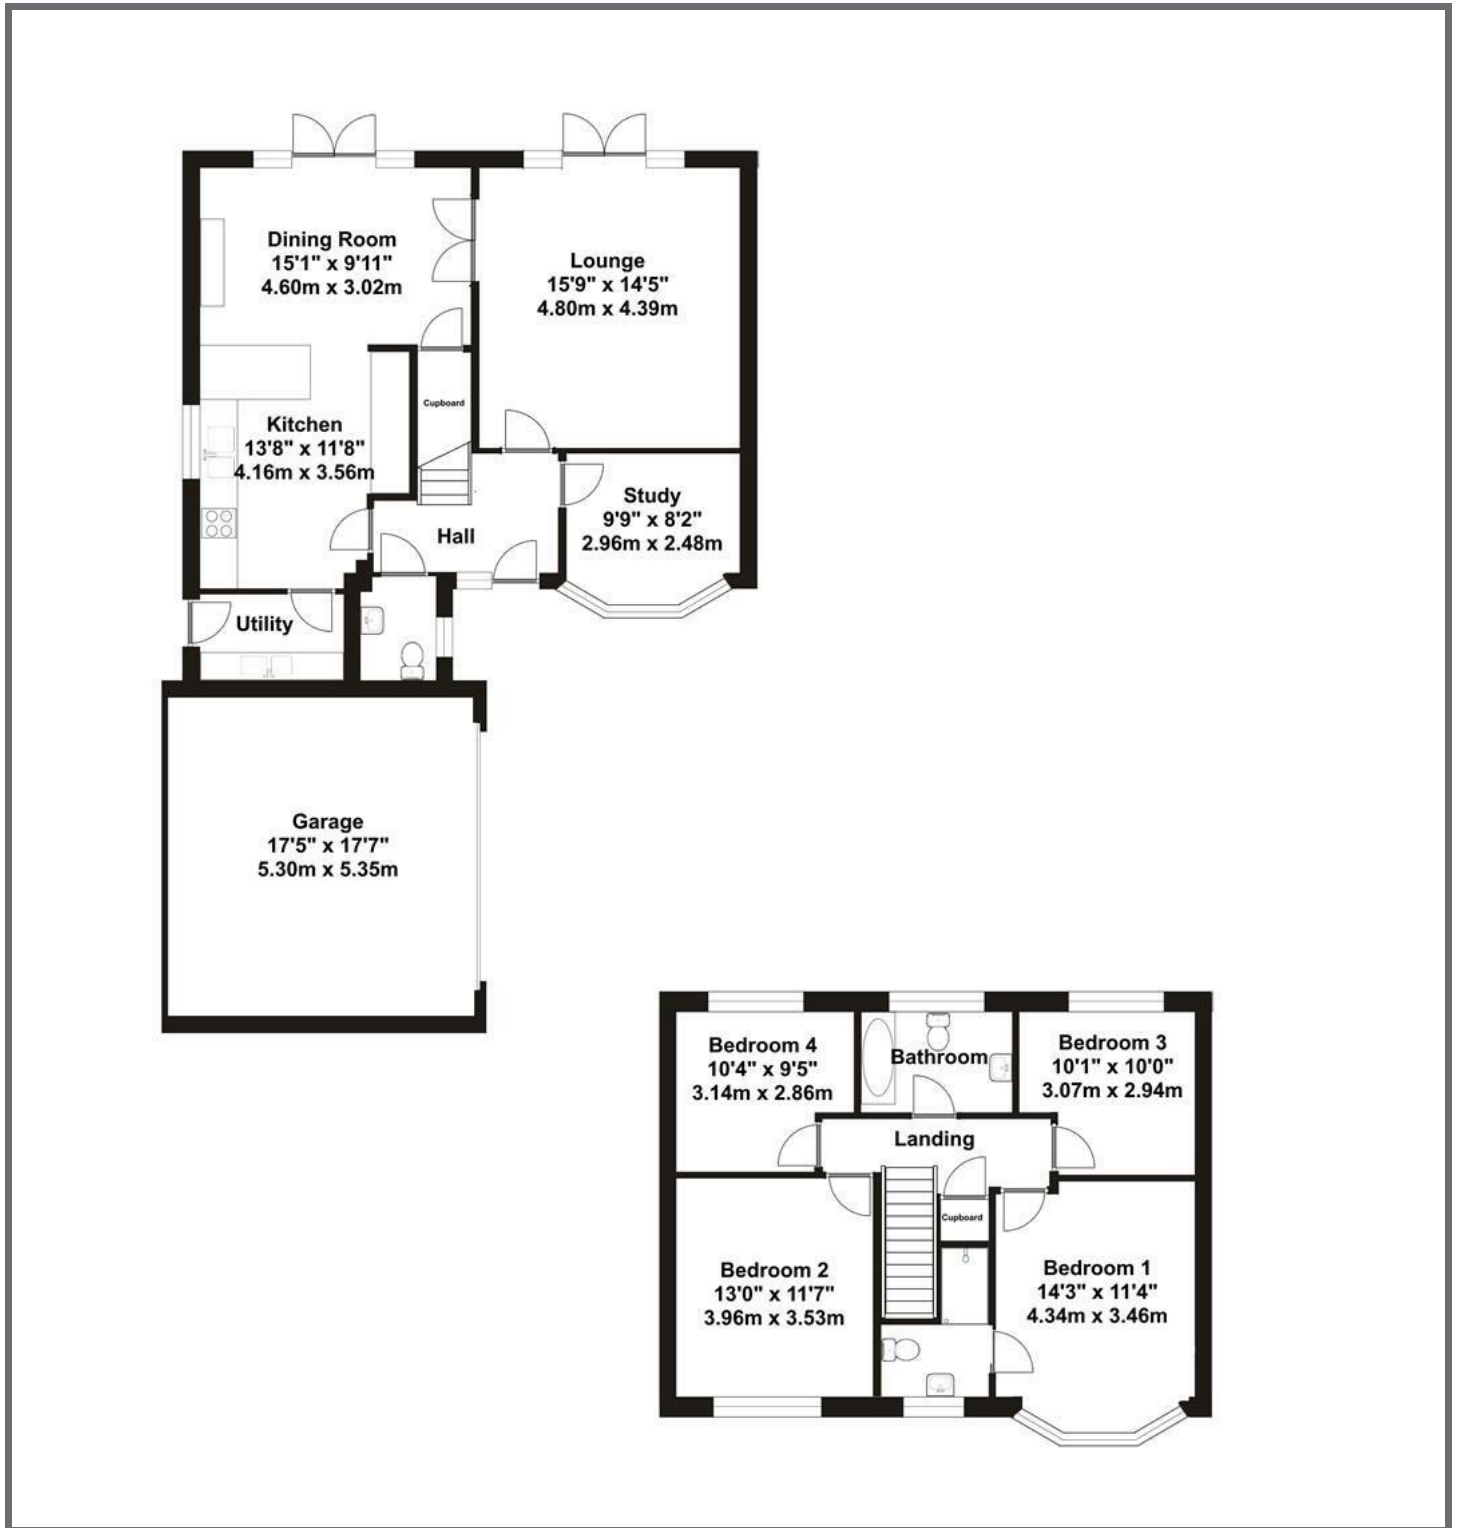 Dining Room
15'1" x 9'11"
4.60m x 3.02m
Lounge
15'9" x 14'5"
4.80m x 4.39m
Cupboard
Kitchen
13'8" x 11'8"
4.16m x 3.56m
Study
9'9" x 8'2"
2.96m x 2.48m
Hall
Utility
Garage
17'5" x 17'7"
5.30m x 5.35m
Bedroom 4
10'4" x 9'5"
3.14m x 2.86m
Bathroom
Bedroom 3
10'1" x 10'0"
3.07m x 2.94m
Landing
Cupboard
Bedroom 2
13'0" x 11'7"
3.96m x 3.53m
Bedroom 1
14'3" x 11'4"
4.34m x 3.46m